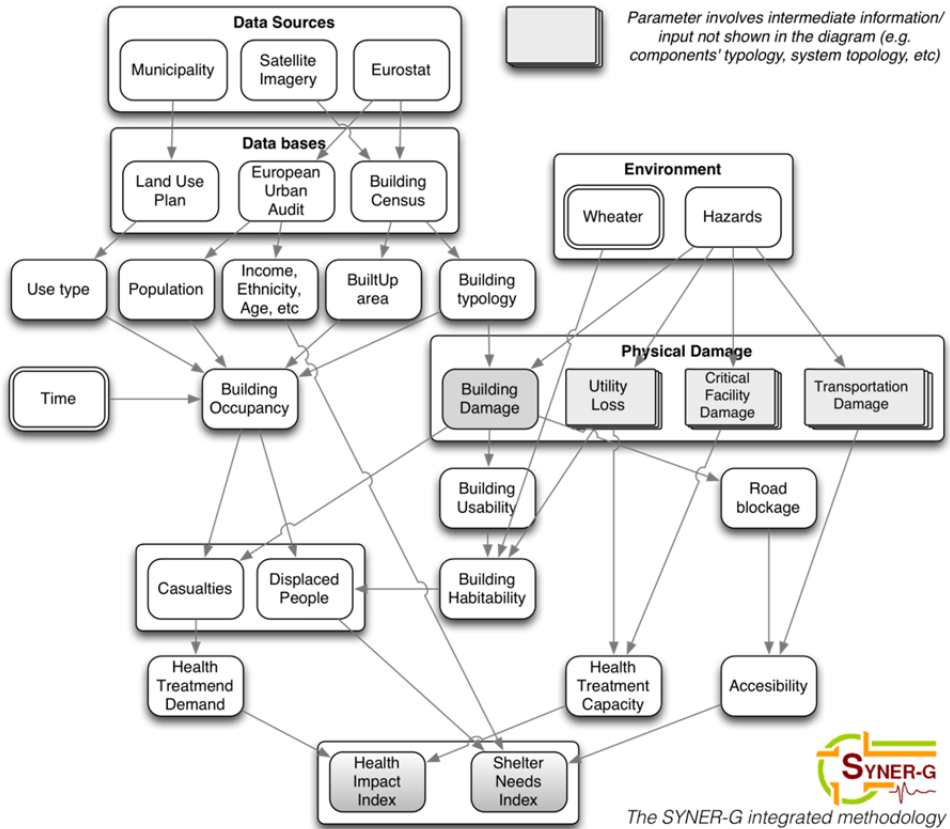 Data Sources
Municipality
Satellite
Imagery
Eurostat
Parameter involves intermediate information/
input not shown in the diagram (e.g.
components' typology, system topology, etc)
Data bases
Land Use
Plan
European
Urban
Audit
Building
Census
Environment
Wheater
Hazards
Use type
Population
Income,
Ethnicity,
Age, etc
BuiltUp
area
Building
typology
Physical Damage
Time
Building
Occupancy
Building
Damage
Utility
Loss
Critical
Facility
Damage
Transportation
Damage
Building
Usability
Road
blockage
Casualties
Displaced
People
Building
Habitability
Health
Treatmend
Demand
Health
Treatment
Capacity
Accesibility
Health
Impact
Index
Shelter
Needs
Index
SYNER-G
The SYNER-G integrated methodology